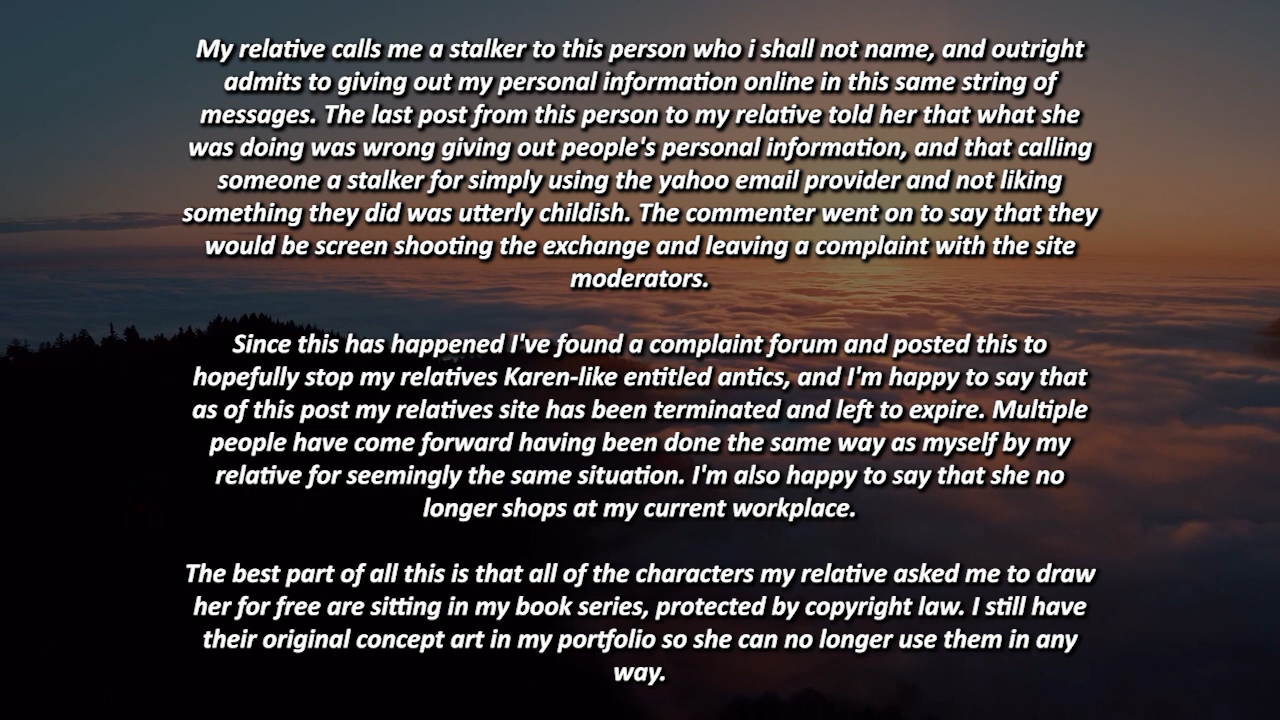 My relative calls me a stalker to this person who i shall not name, and outright
admits to giving out my personal information online in this same string of
messages. The last post from this person to my relative told her that what she
was doing was wrong giving out people's personal information, and that calling
someone a stalker for simply using the yahoo email provider and not liking
something they did was utterly childish. The commenter went on to say that they
would be screen shooting the exchange and leaving a complaint with the site
moderators.
Since this has happened I've found a complaint forum and posted this to
hopefully stop my relatives Karen-like entitled antics, and I'm happy to say that
as of this post my relatives site has been terminated and left to expire. Multiple
people have come forward having been done the same way as myself by my
relative for seemingly the same situation. I'm also happy to say that she no
longer shops at my current workplace.
The best part of all this is that all of the characters my relative asked me to draw
her for free are sitting in my book series, protected by copyright law. I still have
their original concept art in my portfolio so she can no longer use them in any
way.